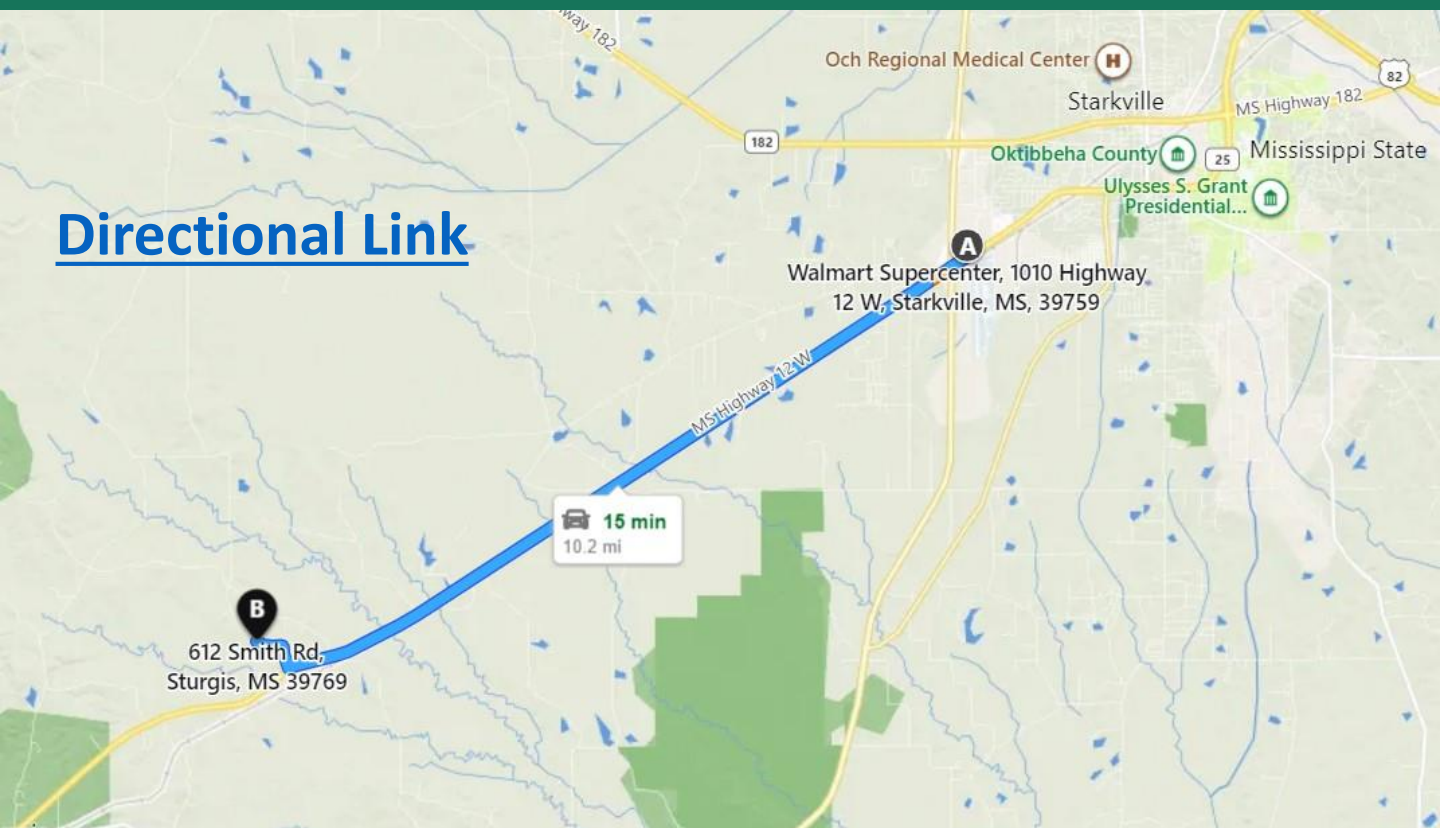 way 182
Och Regional Medical Center H
Starkville
82
MS Highway 182
182
Oktibbeha County
25
Mississippi State
Ulysses S. Grant
Presidential...
Directional Link
A
Walmart Supercenter, 1010 Highway
12 W, Starkville, MS, 39759
MS Highway 12 W
15 min
10.2 mi
B
612 Smith Rd,
Sturgis, MS 39769